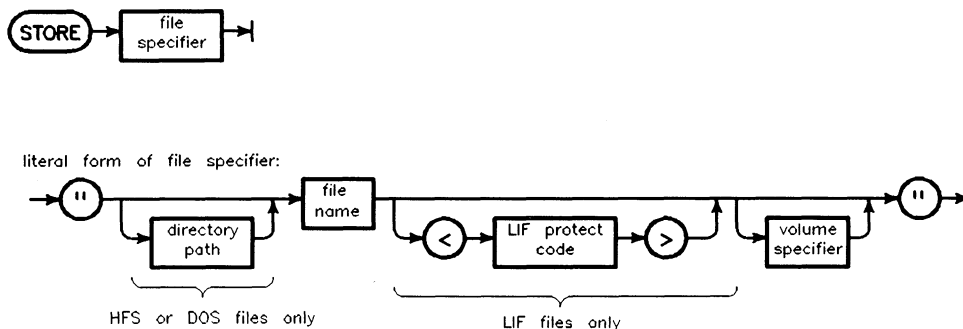 STORE
file
specifier
literal form of file specifier:
"
directory
path
file
name
<
LIF protect
code
>
volume
specifier
"
HFS or DOS files only
LIF files only